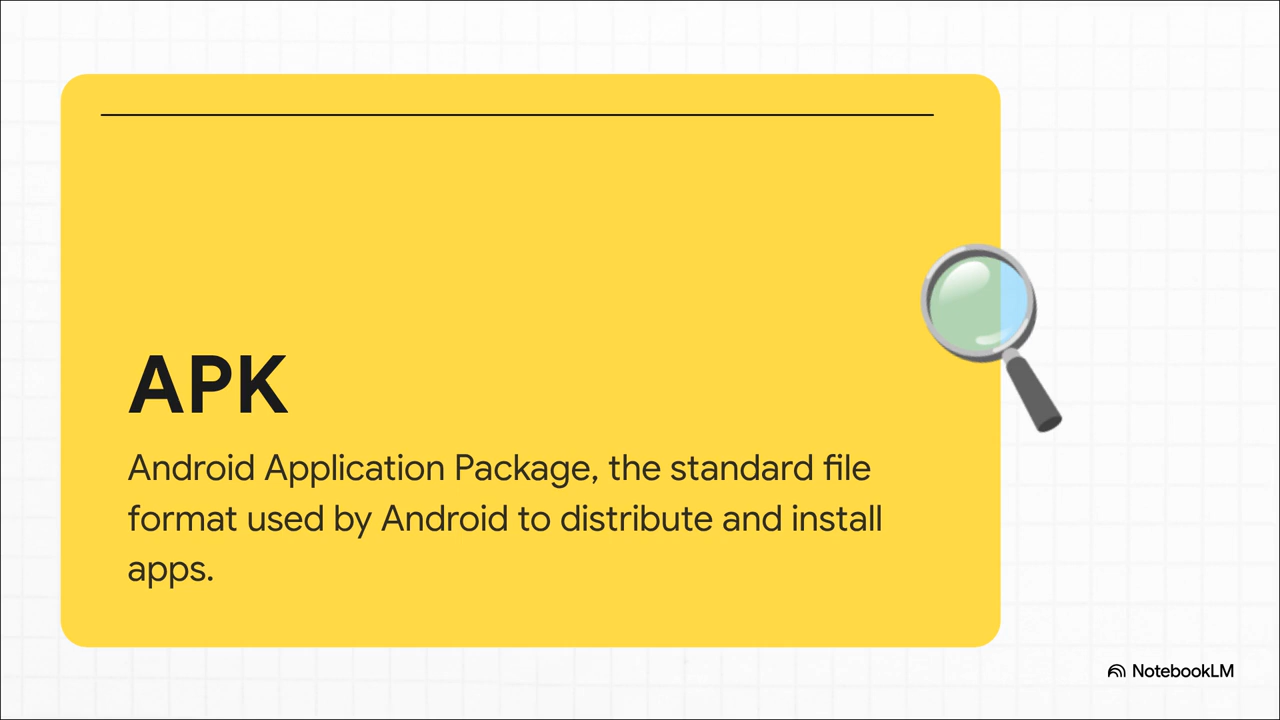 APK
Android Application Package, the standard file
format used by Android to distribute and install
apps.
NotebookLM